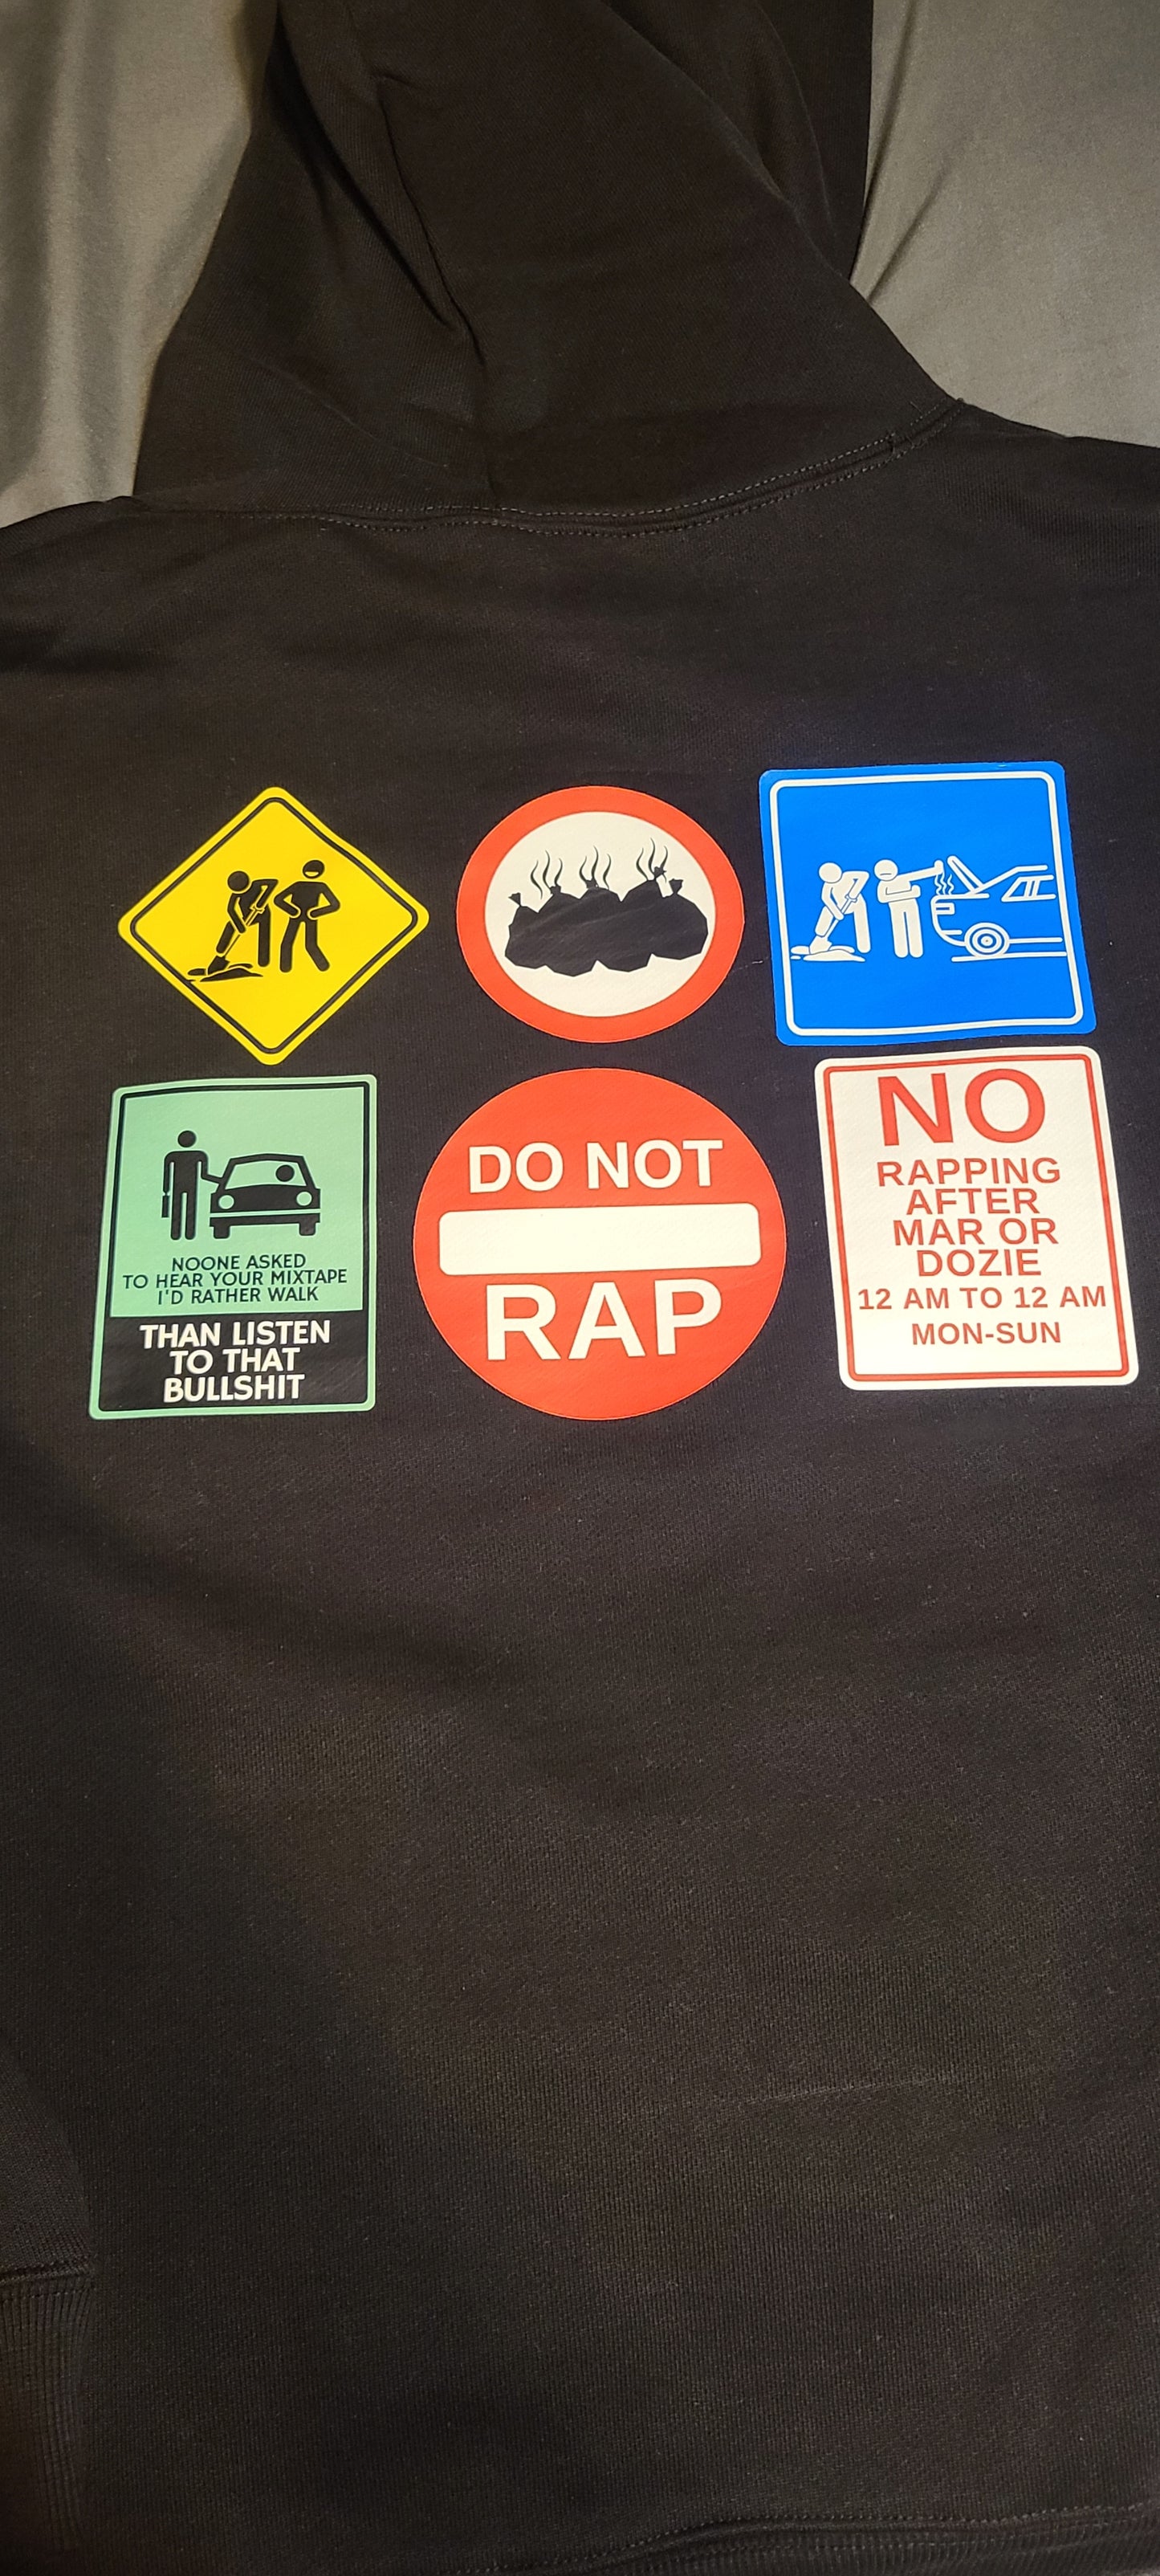 NOONE ASKED
TO HEAR YOUR MIXTAPE
I'D RATHER WALK
THAN LISTEN
TO THAT
BULLSHIT
DO NOT
RAP
NO
RAPPING
AFTER
MAR OR
DOZIE
12 AM TO 12 AM
MON-SUN